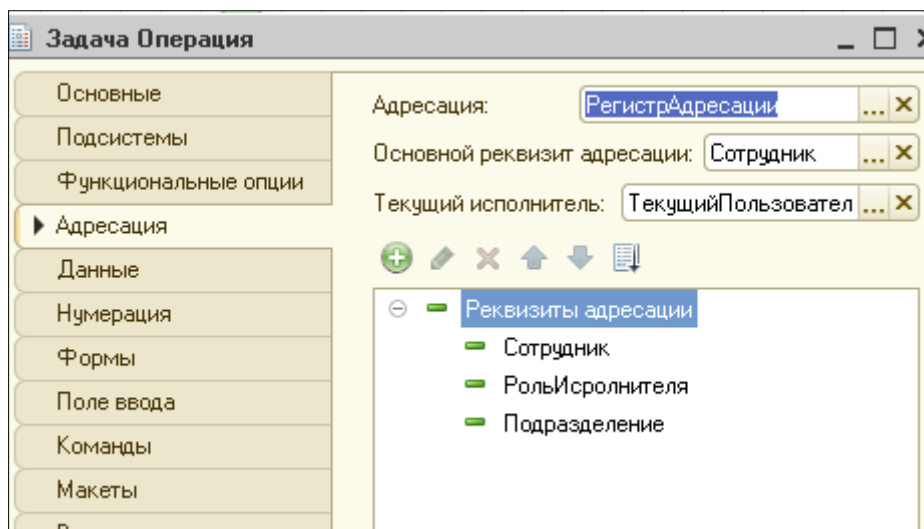 Задача Операция
Основные
Подсистемы
Функциональные опции
Адресация
Данные
Нумерация
Формы
Поле ввода
Команды
Макеты
Адресация: РегистрАдресации
Основной реквизит адресации: Сотрудник
Текущий исполнитель: ТекущийПользовател
Реквизиты адресации
Сотрудник
РольИсролнителя
Подразделение